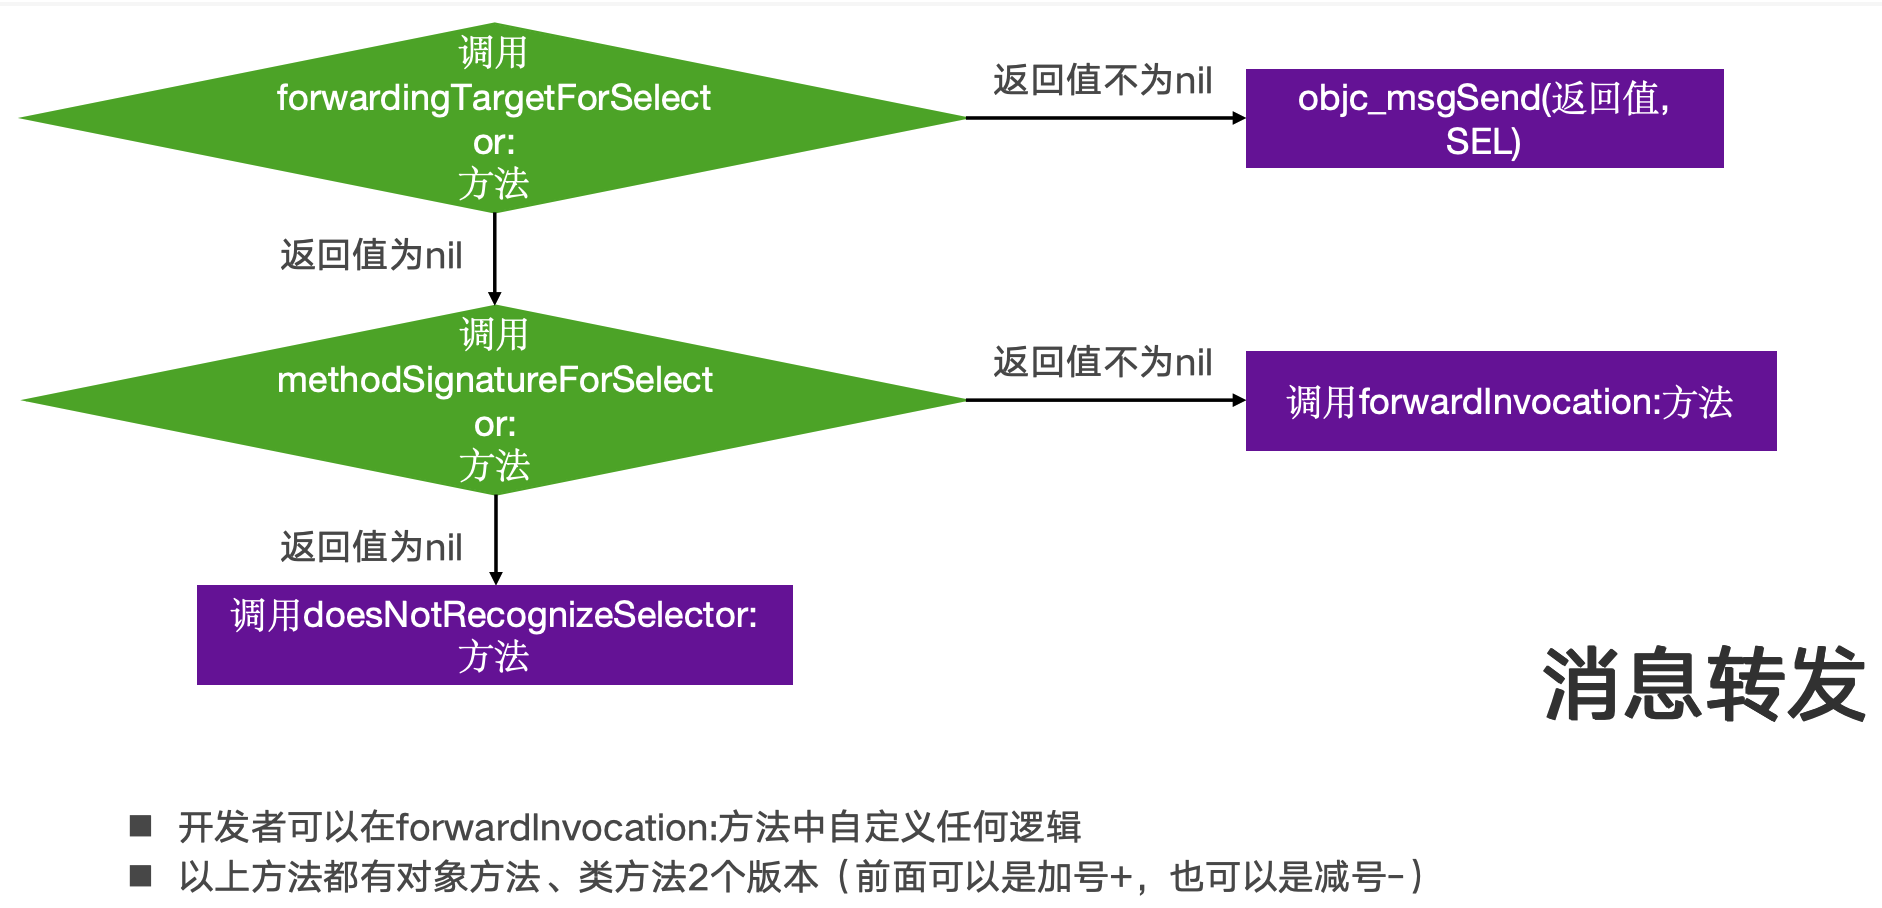 调用
forwardingTargetForSelect
or:
方法
返回值不为nil
objc_msgSend(返回值,
SEL)
返回值为nil
调用
methodSignatureForSelect
or:
方法
返回值不为nil
调用forwardInvocation:方法
返回值为nil
调用doesNotRecognizeSelector:
方法
消息转发
■ 开发者可以在forwardInvocation:方法中自定义任何逻辑
■ 以上方法都有对象方法、类方法2个版本（前面可以是加号+，也可以是减号-）